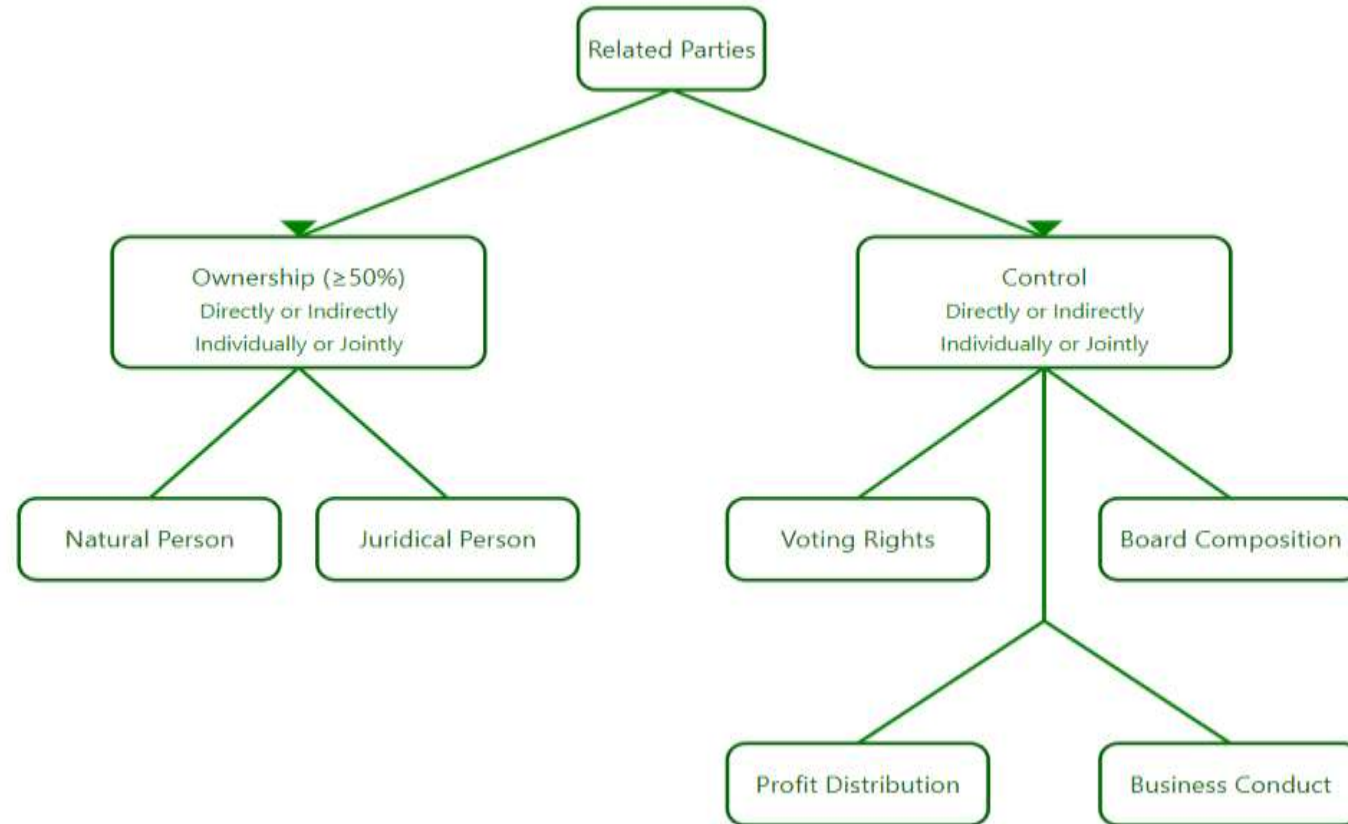 Related Parties
Ownership (≥50%)
Directly or Indirectly
Individually or Jointly
Control
Directly or Indirectly
Individually or Jointly
Natural Person
Juridical Person
Voting Rights
Board Composition
Profit Distribution
Business Conduct